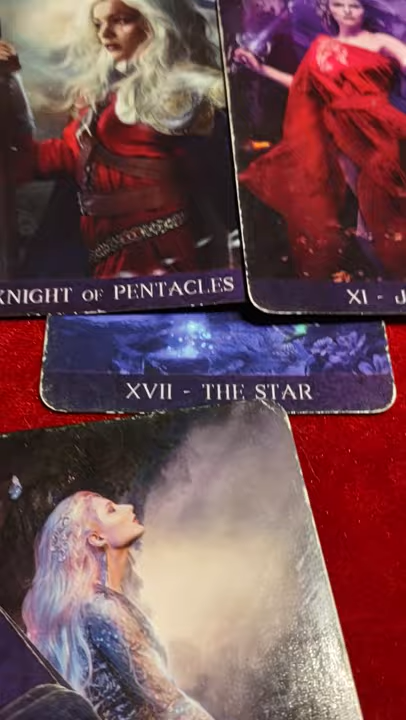 KNIGHT OF PENTACLES
XI - J
XVII - THE STAR